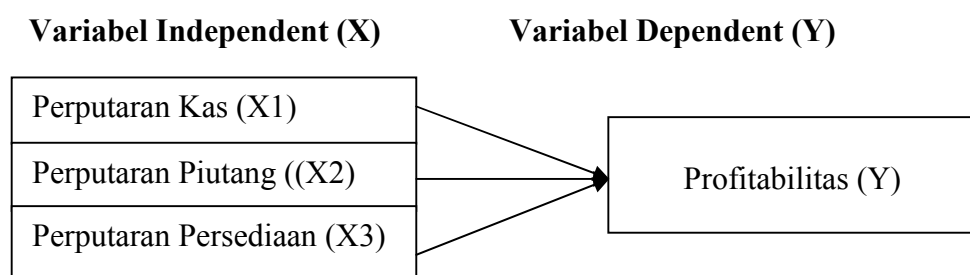 Variabel Independent (X) Variabel Dependent (Y)
Perputaran Kas (X1)
Perputaran Piutang ((X2)
Profitabilitas (Y)
Perputaran Persediaan (X3)